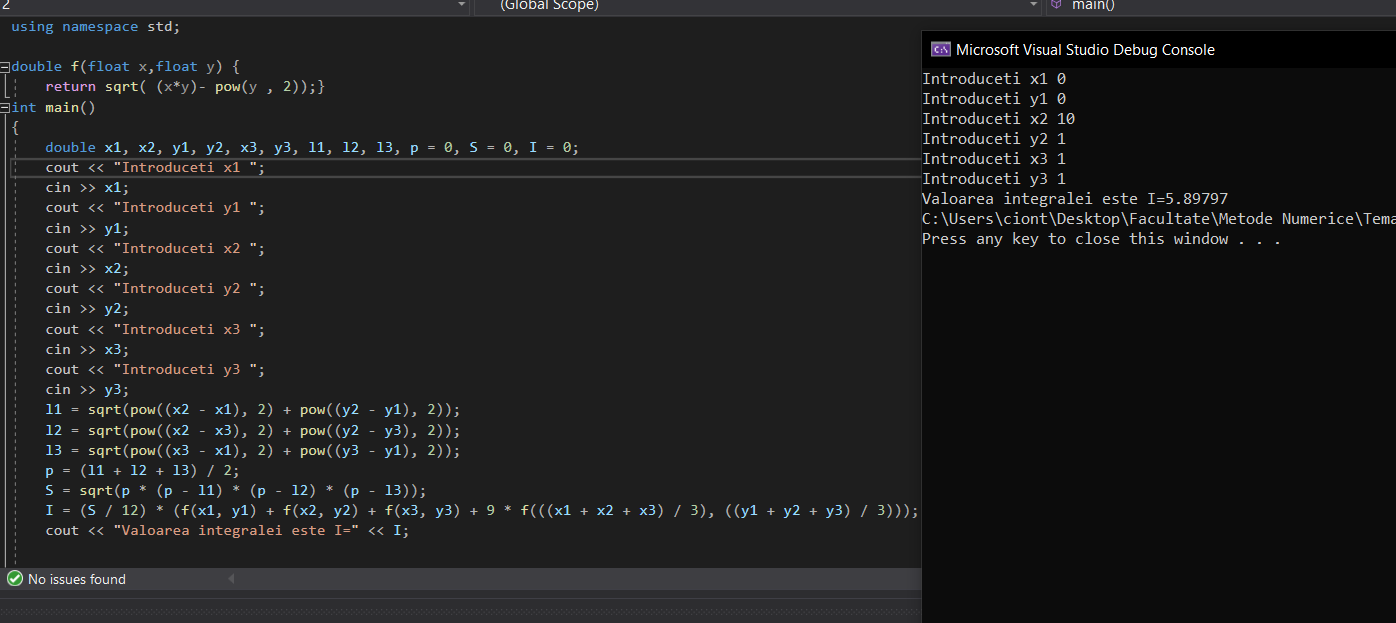 2 (Global Scope) main()
using namespace std;
double f(float x,float y) {
return sqrt( (x*y)- pow(y , 2));}
int main()
{
double x1, x2, y1, y2, x3, y3, l1, l2, l3, p = 0, S = 0, I = 0;
cout << "Introduceti x1 ";
cin >> x1;
cout << "Introduceti y1 ";
cin >> y1;
cout << "Introduceti x2 ";
cin >> x2;
cout << "Introduceti y2 ";
cin >> y2;
cout << "Introduceti x3 ";
cin >> x3;
cout << "Introduceti y3 ";
cin >> y3;
l1 = sqrt(pow((x2 - x1), 2) + pow((y2 - y1), 2));
l2 = sqrt(pow((x2 - x3), 2) + pow((y2 - y3), 2));
l3 = sqrt(pow((x3 - x1), 2) + pow((y3 - y1), 2));
p = (l1 + l2 + l3) / 2;
S = sqrt(p * (p - l1) * (p - l2) * (p - l3));
I = (S / 12) * (f(x1, y1) + f(x2, y2) + f(x3, y3) + 9 * f(((x1 + x2 + x3) / 3), ((y1 + y2 + y3) / 3)));
cout << "Valoarea integralei este I=" << I;
No issues found
Microsoft Visual Studio Debug Console
Introduceti x1 0
Introduceti y1 0
Introduceti x2 10
Introduceti y2 1
Introduceti x3 1
Introduceti y3 1
Valoarea integralei este I=5.89797
C:\Users\ciont\Desktop\Facultate\Metode Numerice\Tema
Press any key to close this window . . .